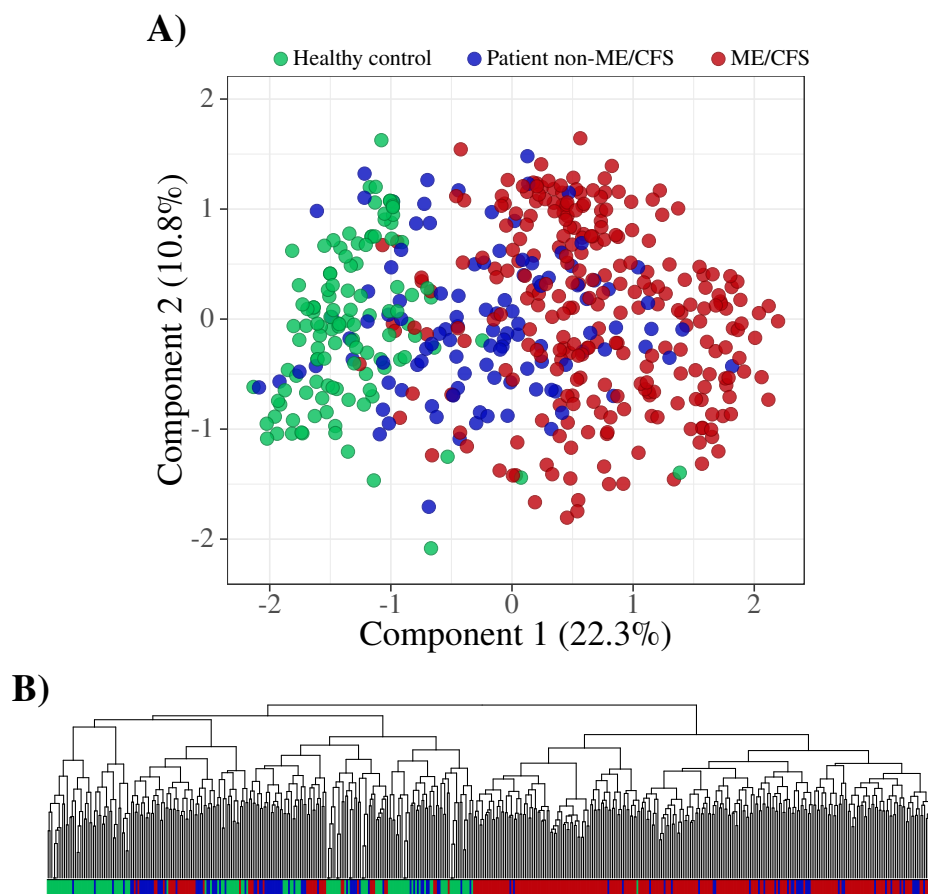 A)
Healthy control Patient non-ME/CFS ME/CFS
2
1
0
-1
-2
Component 2 (10.8%)
-2 -1 0 1 2
Component 1 (22.3%)
B)